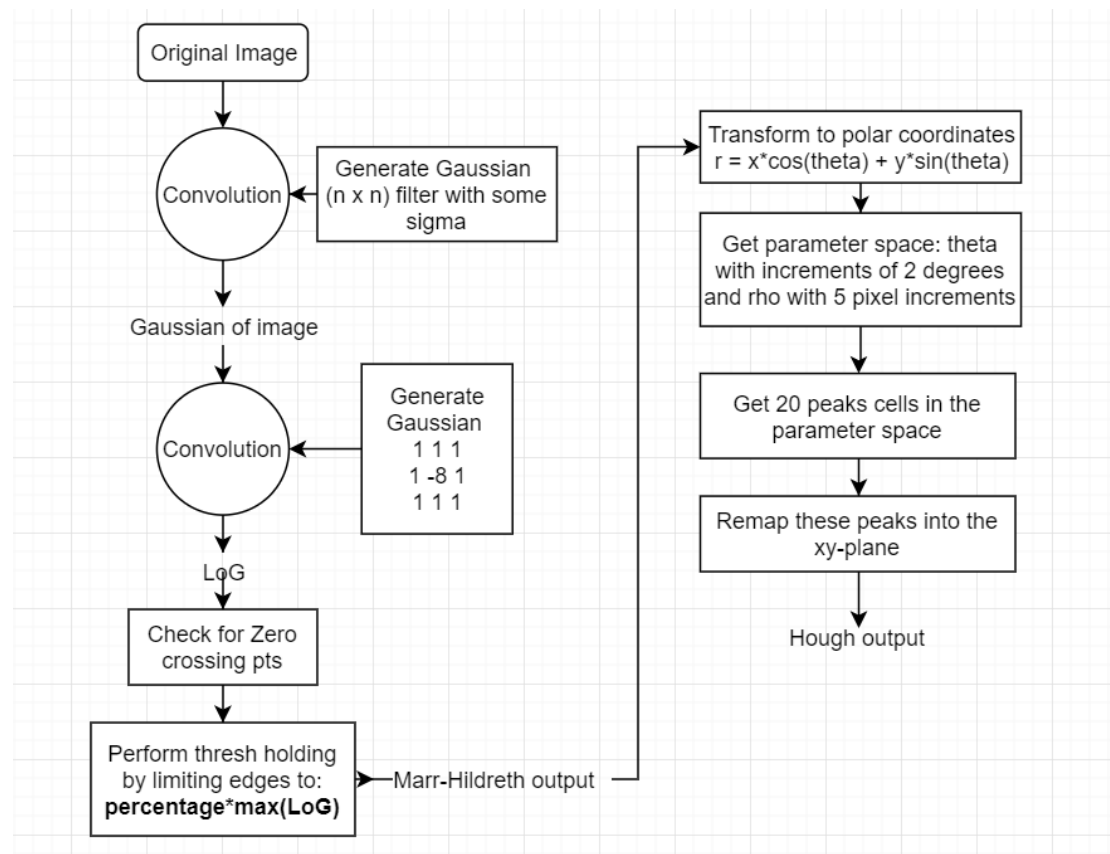 Original Image
Convolution
Generate Gaussian
(n x n) filter with some
sigma
Gaussian of image
Convolution
Generate
Gaussian
1 1 1
1 -8 1
1 1 1
LoG
Check for Zero
crossing pts
Perform thresh holding
by limiting edges to:
percentage*max(LoG)
Marr-Hildreth output
Transform to polar coordinates
r = x*cos(theta) + y*sin(theta)
Get parameter space: theta
with increments of 2 degrees
and rho with 5 pixel increments
Get 20 peaks cells in the
parameter space
Remap these peaks into the
xy-plane
Hough output